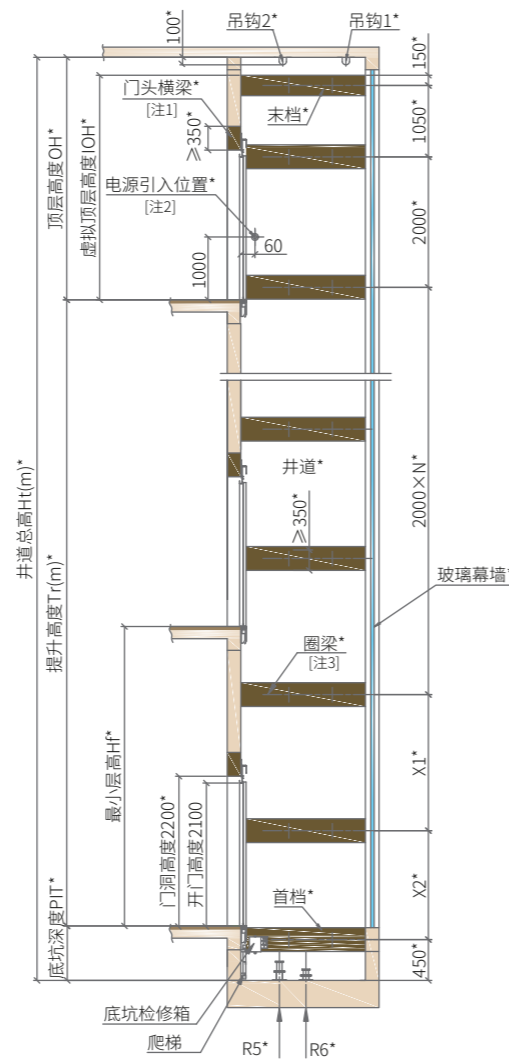 吊钩2*
吊钩1*
100*
150*
门头横梁*
[注1]
末档*
≥350*
1050*
顶层高度OH*
虚拟顶层高度IOH*
电源引入位置*
[注2]
2000*
1000
60
井道*
≥350*
2000×N*
井道总高Ht(m)*
提升高度Tr(m)*
玻璃幕墙*
圈梁*
[注3]
最小层高Hf*
X1*
门洞高度2200*
开门高度2100
X2*
首档*
底坑深度PIT*
450*
底坑检修箱
爬梯
R5*
R6*